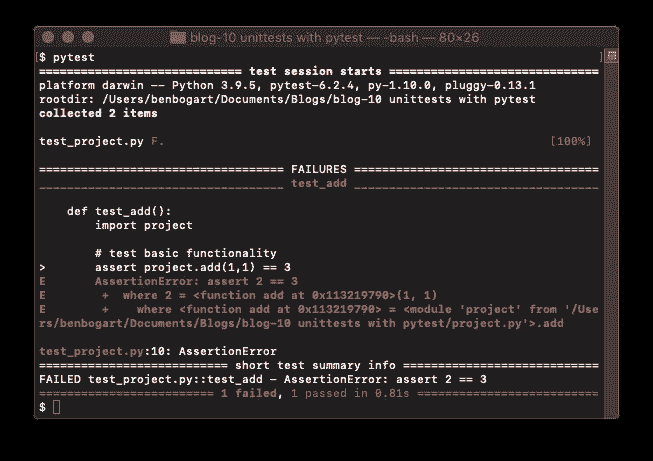 blog-10 unittests with pytest — -bash — 80×26
$ pytest
============================ test session starts =============================
platform darwin -- Python 3.9.5, pytest-6.2.4, py-1.10.0, pluggy-0.13.1
rootdir: /Users/benbogart/Documents/Blogs/blog-10 unittests with pytest
collected 2 items
test_project.py F. [100%]
================================== FAILURES ==================================
__________________________________ test_add __________________________________
def test_add():
import project
# test basic functionality
> assert project.add(1,1) == 3
E AssertionError: assert 2 == 3
E + where 2 = <function add at 0x113219790>(1, 1)
E + where <function add at 0x113219790> = <module 'project' from '/Use
rs/benbogart/Documents/Blogs/blog-10 unittests with pytest/project.py'>.add
test_project.py:10: AssertionError
========================== short test summary info ===========================
FAILED test_project.py::test_add - AssertionError: assert 2 == 3
======================== 1 failed, 1 passed in 0.81s =========================
$